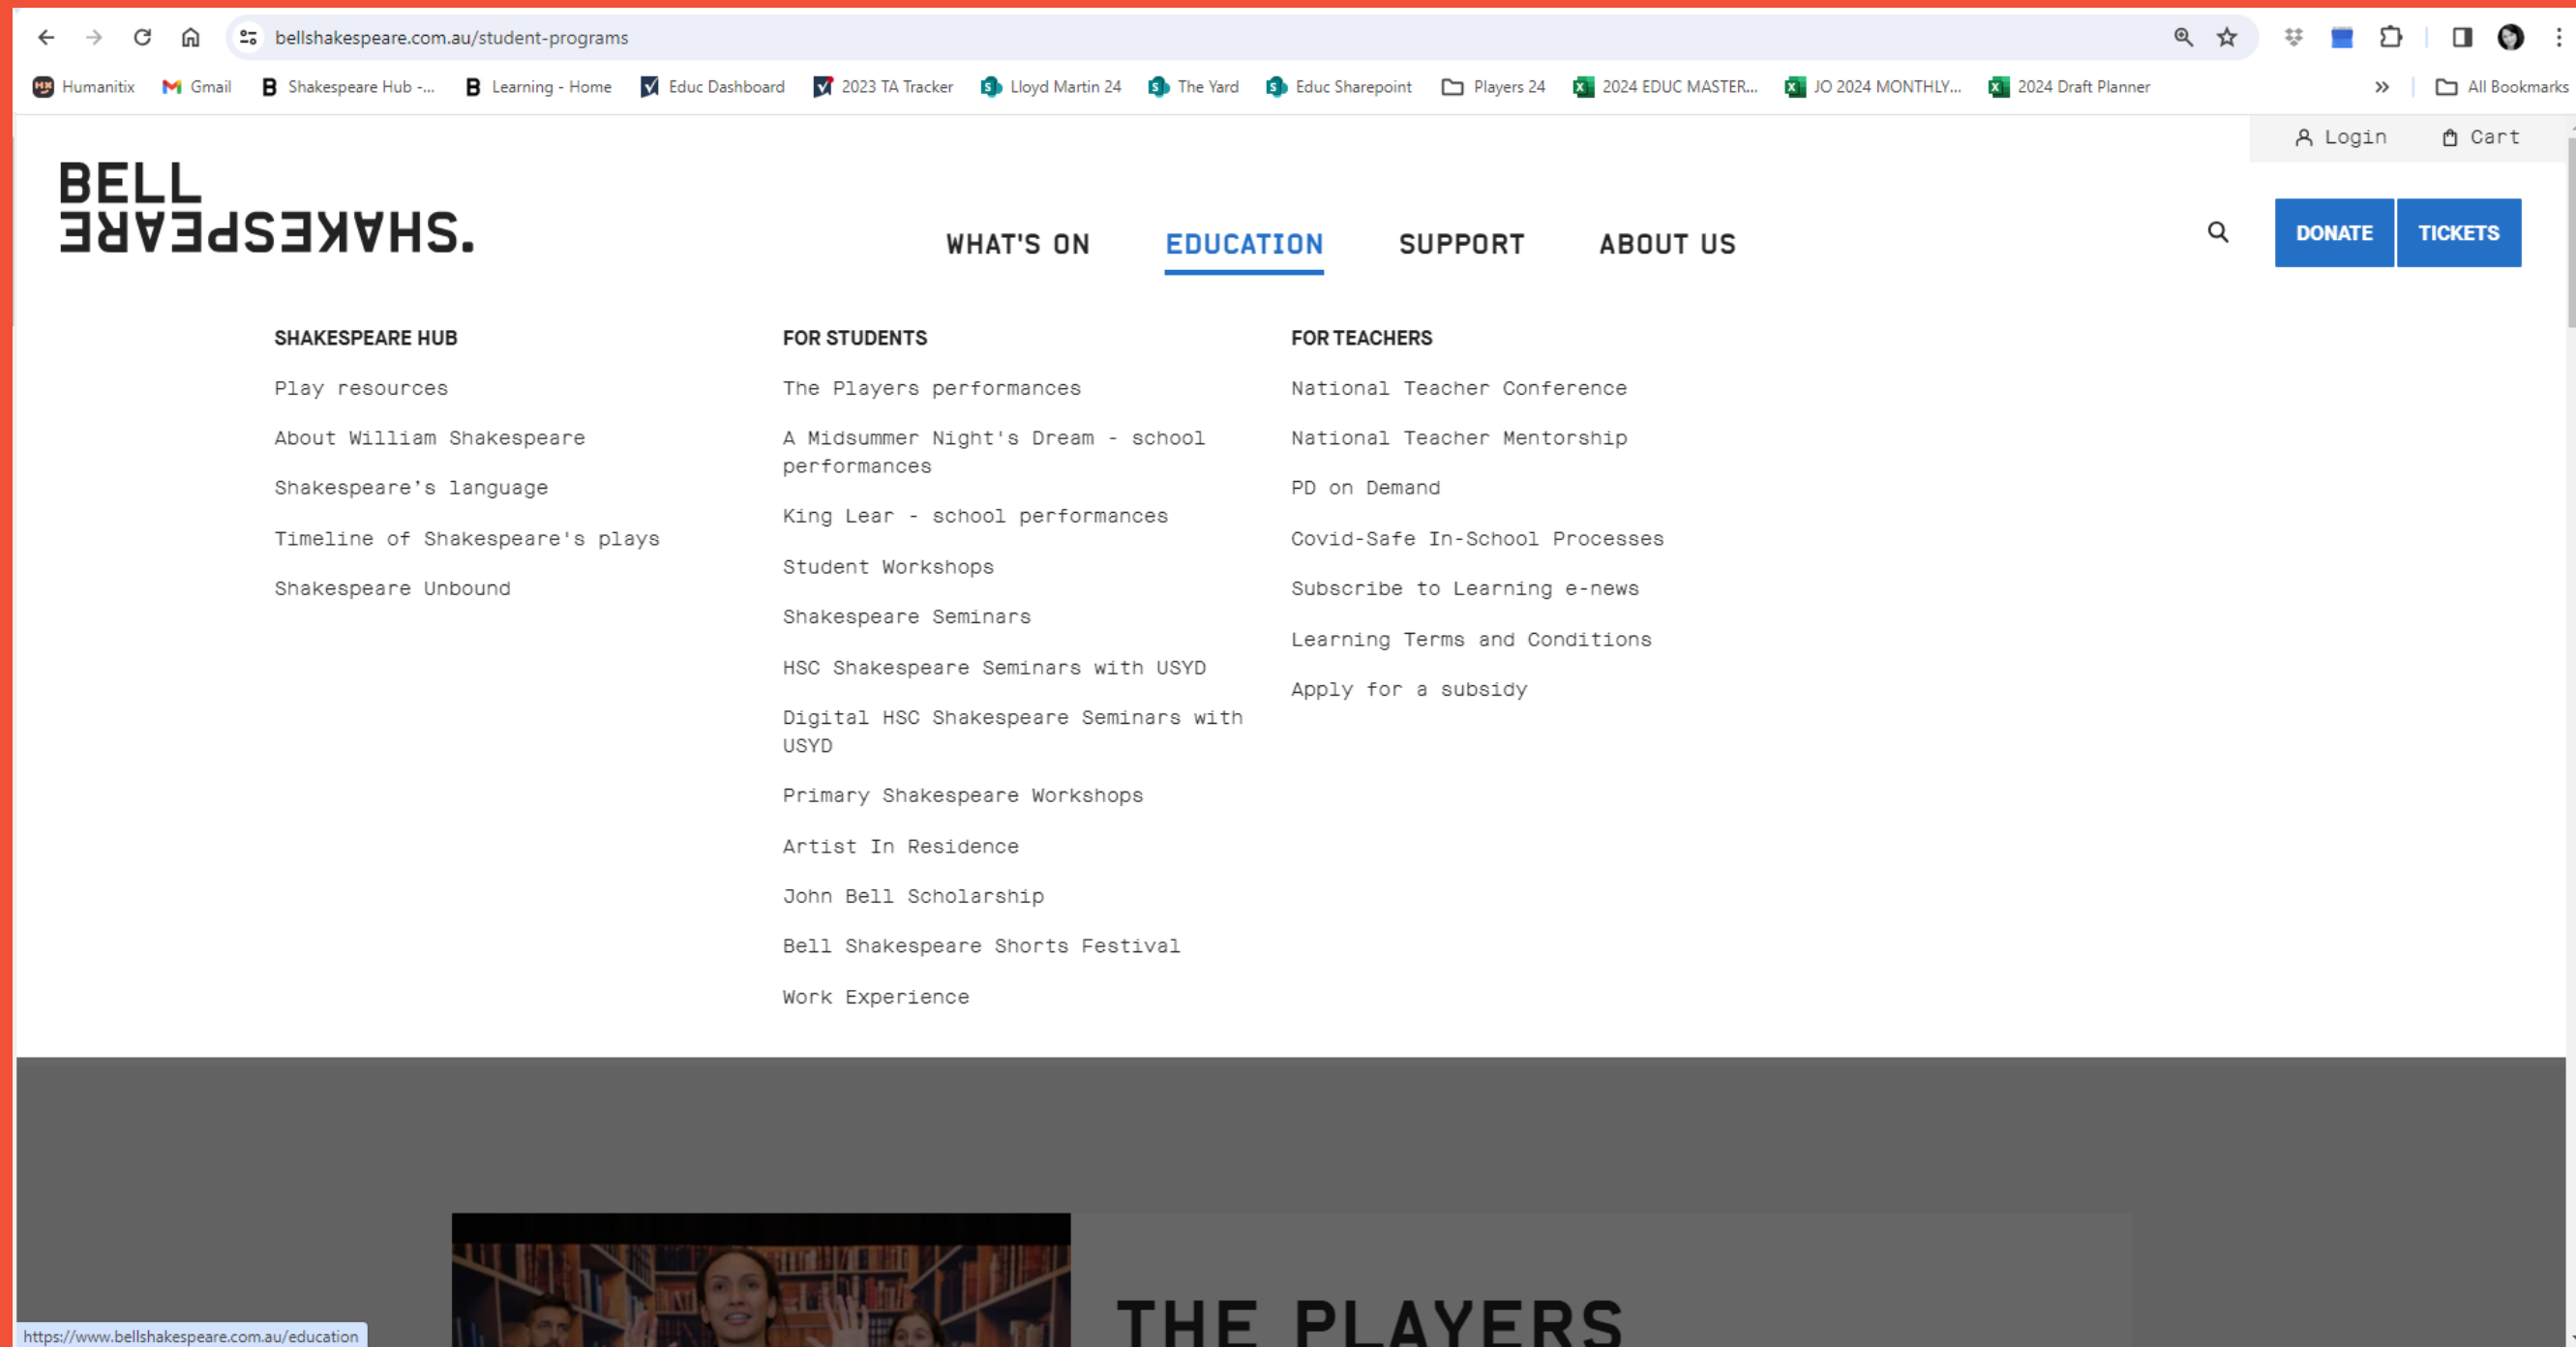 bellshakespeare.com.au/student-programs
Humanitix Gmail Shakespeare Hub -... Learning - Home Educ Dashboard 2023 TA Tracker Lloyd Martin 24 The Yard Educ Sharepoint Players 24 2024 EDUC MASTER... JO 2024 MONTHLY... 2024 Draft Planner » All Bookmarks
Login Cart
BELL
SHAKESPEARE.
WHAT'S ON EDUCATION SUPPORT ABOUT US
DONATE TICKETS
SHAKESPEARE HUB
Play resources
About William Shakespeare
Shakespeare’s language
Timeline of Shakespeare's plays
Shakespeare Unbound
FOR STUDENTS
The Players performances
A Midsummer Night's Dream - school
performances
King Lear - school performances
Student Workshops
Shakespeare Seminars
HSC Shakespeare Seminars with USYD
Digital HSC Shakespeare Seminars with
USYD
Primary Shakespeare Workshops
Artist In Residence
John Bell Scholarship
Bell Shakespeare Shorts Festival
Work Experience
FOR TEACHERS
National Teacher Conference
National Teacher Mentorship
PD on Demand
Covid-Safe In-School Processes
Subscribe to Learning e-news
Learning Terms and Conditions
Apply for a subsidy
THE PLAYERS
https://www.bellshakespeare.com.au/education